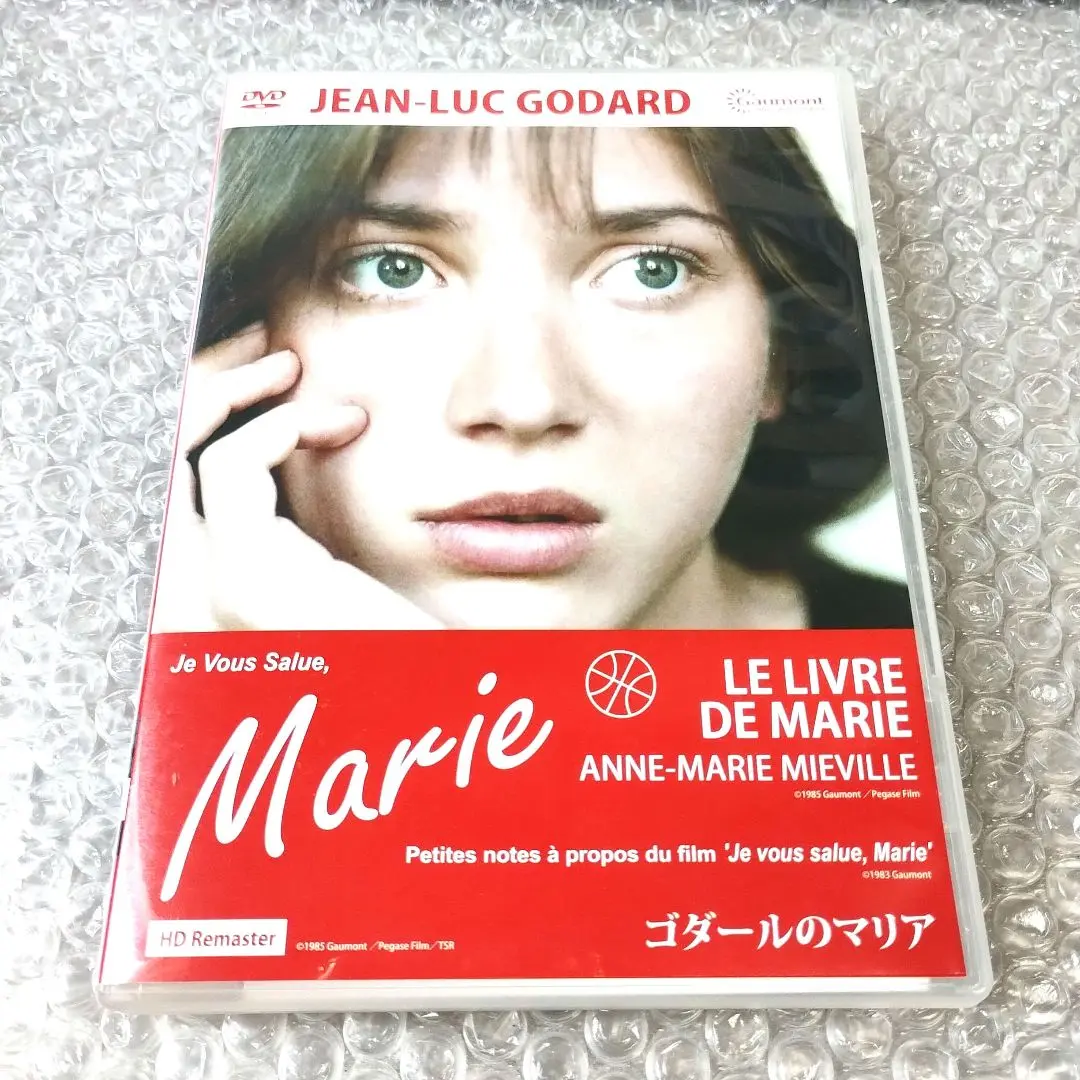 DVD
JEAN-LUC GODARD
Gaumont
Je Vous Salue,
Marie
LE LIVRE
DE MARIE
ANNE-MARIE MIEVILLE
©1985 Gaumont ／Pegase Film
Petites notes à propos du film 'Je vous salue, Marie'
©1983 Gaumont
HD Remaster
©1985 Gaumont ／Pegase Film／TSR
ゴダールのマリア